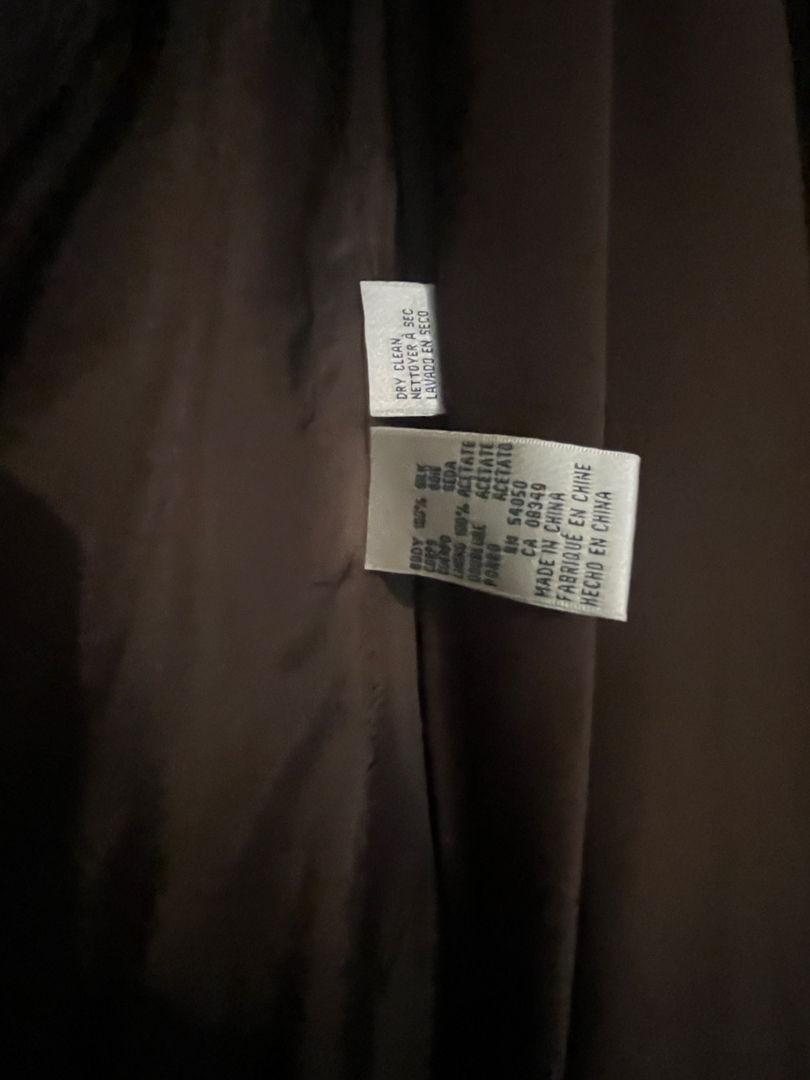 DRY CLEAN
NETTOYER À SEC
LAVADO EN SECO
BODY 100% SILK
CORPS SOIE
CUERPO SEDA
LINING 100% ACETATE
DOUBLURE ACETATE
FORRO ACETATO
RN 54050
CA 08349
MADE IN CHINA
FABRIQUÉ EN CHINE
HECHO EN CHINA